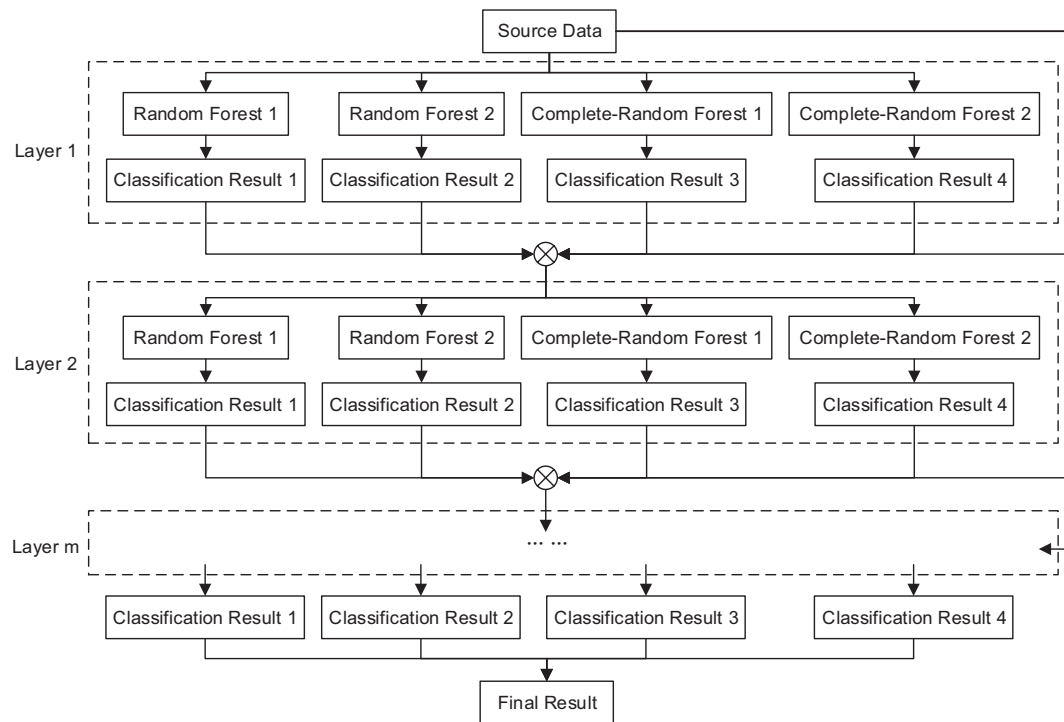 Source Data
Random Forest 1
Random Forest 2
Complete-Random Forest 1
Complete-Random Forest 2
Layer 1
Classification Result 1
Classification Result 2
Classification Result 3
Classification Result 4
Random Forest 1
Random Forest 2
Complete-Random Forest 1
Complete-Random Forest 2
Layer 2
Classification Result 1
Classification Result 2
Classification Result 3
Classification Result 4
Layer m
... ...
Classification Result 1
Classification Result 2
Classification Result 3
Classification Result 4
Final Result